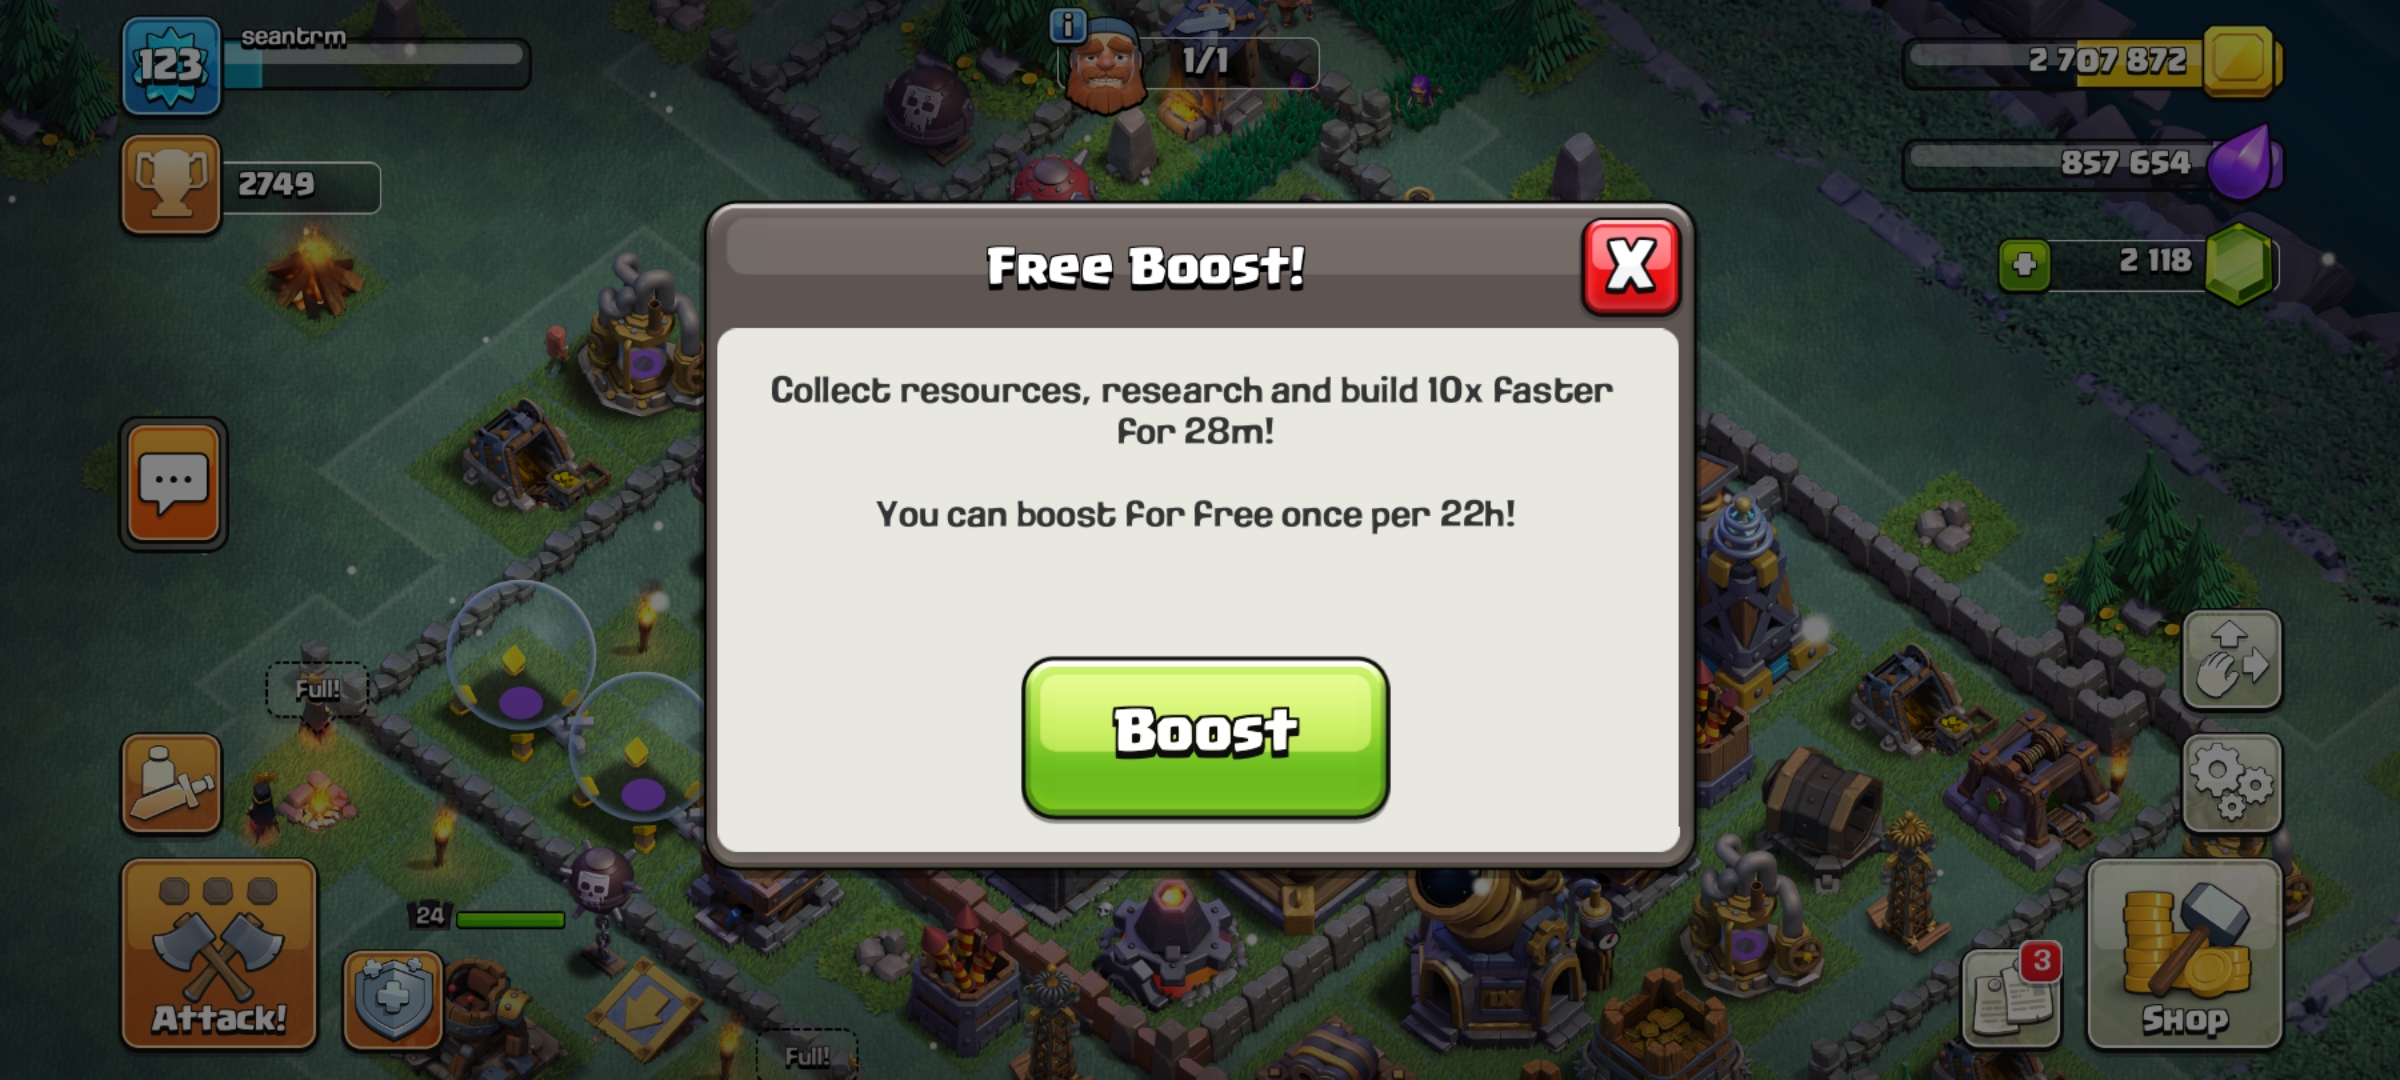 123
seantrm
i
1/1
2 707 872
2749
857 654
2 118
Free Boost!
X
Collect resources, research and build 10x faster
for 28m!
You can boost for free once per 22h!
Full!
Boost
24
Attack!
IX
3
Shop
Full!